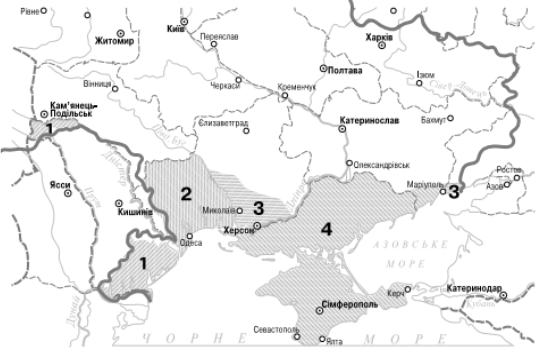 Рівне
Житомир
Київ
Переяслав
Харків
Полтава
Ізюм
Сів. Донець
Вінниця
Черкаси
Кременчук
Кам'янець-
Подільськ
1
Єлизаветград
Катеринослав
Бахмут
Півд. Буг
Дністер
Олександрівськ
Ясси
Прут
Кишинів
2
Миколаїв
3
Херсон
Дніпро
Маріуполь
3
Ростов
Азов
4
Одеса
1
АЗОВСЬКЕ
МОРЕ
Дунай
Сімферополь
Керч
Катеринодар
Кубань
Севастополь
Ялта
ЧОРНЕ МОРЕ